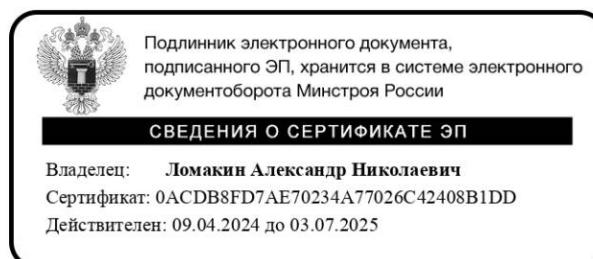 Подлинник электронного документа,
подписанного ЭП, хранится в системе электронного
документоборота Минстроя России
СВЕДЕНИЯ О СЕРТИФИКАТЕ ЭП
Владелец: Ломакин Александр Николаевич
Сертификат: 0ACDB8FD7AE70234A77026C42408B1DD
Действителен: 09.04.2024 до 03.07.2025